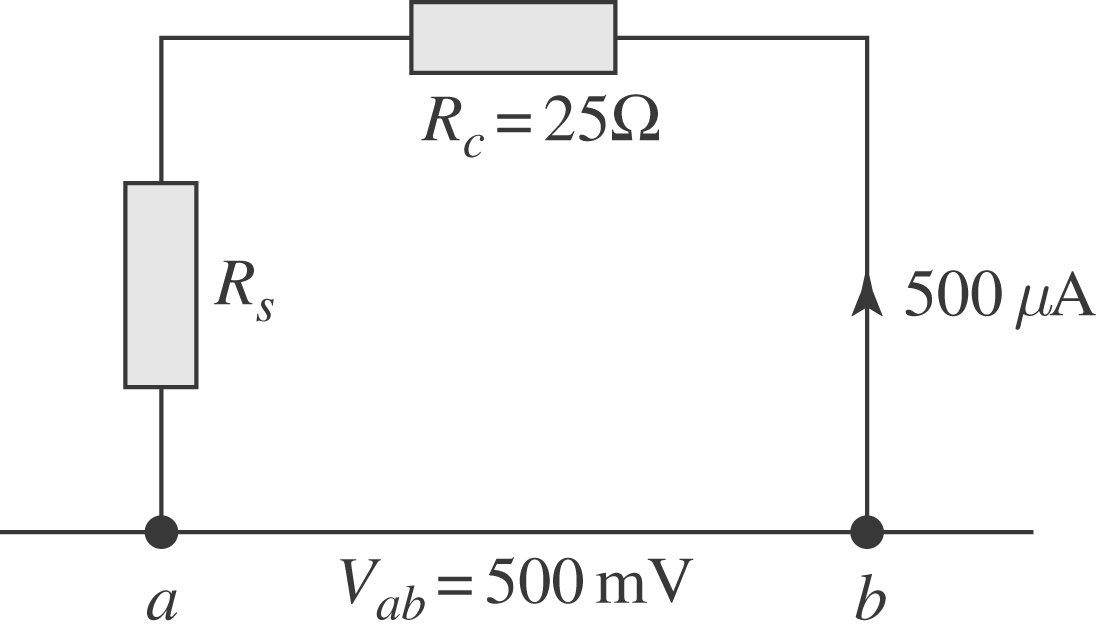 R_c = 25Ω
R_s
500 μA
V_ab = 500 mV
a
b